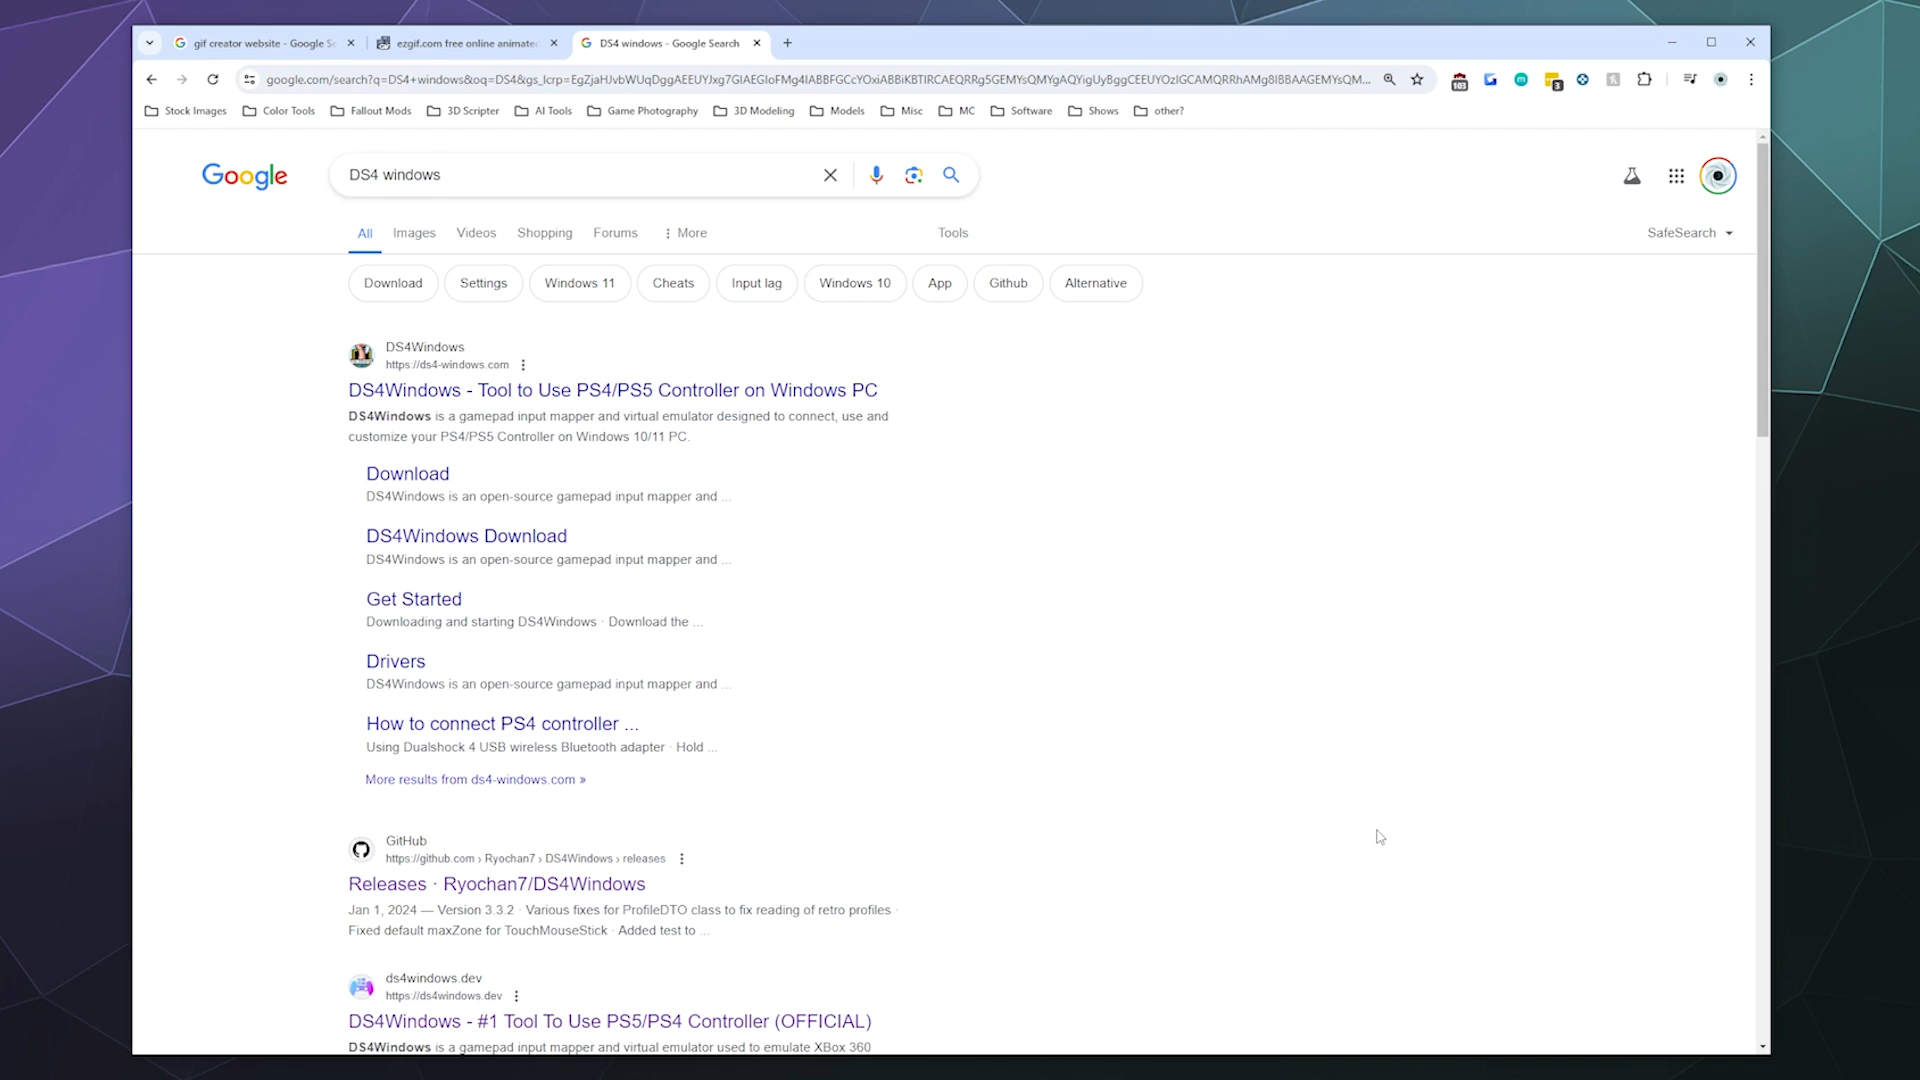 gif creator website - Google Se
ezgif.com free online animated
DS4 windows - Google Search
google.com/search?q=DS4+windows&oq=DS4&gs_lcrp=
103
3
Stock Images
Color Tools
Fallout Mods
3D Scripter
AI Tools
Game Photography
3D Modeling
Models
Misc
MC
Software
Shows
other?
Google
DS4 windows
All
Images
Videos
Shopping
Forums
More
Tools
SafeSearch
Download
Settings
Windows 11
Cheats
Input lag
Windows 10
App
Github
Alternative
DS4Windows
https://ds4-windows.com
DS4Windows - Tool to Use PS4/PS5 Controller on Windows PC
DS4Windows is a gamepad input mapper and virtual emulator designed to connect, use and
customize your PS4/PS5 Controller on Windows 10/11 PC.
Download
DS4Windows is an open-source gamepad input mapper and ...
DS4Windows Download
DS4Windows is an open-source gamepad input mapper and ...
Get Started
Downloading and starting DS4Windows · Download the ...
Drivers
DS4Windows is an open-source gamepad input mapper and ...
How to connect PS4 controller ...
Using Dualshock 4 USB wireless Bluetooth adapter · Hold ...
More results from ds4-windows.com »
GitHub
https://github.com › Ryochan7 › DS4Windows › releases
Releases · Ryochan7/DS4Windows
Jan 1, 2024 — Version 3.3.2 · Various fixes for ProfileDTO class to fix reading of retro profiles ·
Fixed default maxZone for TouchMouseStick · Added test to ...
ds4windows.dev
https://ds4windows.dev
DS4Windows - #1 Tool To Use PS5/PS4 Controller (OFFICIAL)
DS4Windows is a gamepad input mapper and virtual emulator used to emulate XBox 360